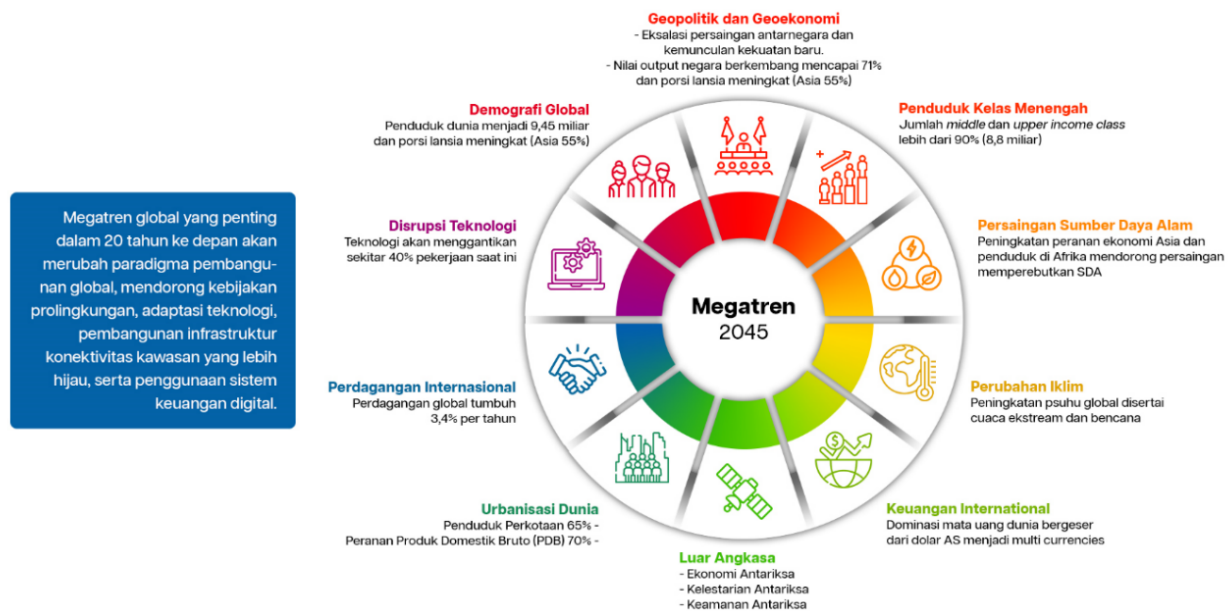 Megatren global yang penting
dalam 20 tahun ke depan akan
merubah paradigma pembangu-
nan global, mendorong kebijakan
prolingkungan, adaptasi teknologi,
pembangunan infrastruktur
konektivitas kawasan yang lebih
hijau, serta penggunaan sistem
keuangan digital.
Geopolitik dan Geoekonomi
- Eksalasi persaingan antarnegara dan
kemunculan kekuatan baru.
- Nilai output negara berkembang mencapai 71%
dan porsi lansia meningkat (Asia 55%)
Penduduk Kelas Menengah
Jumlah middle dan upper income class
lebih dari 90% (8,8 miliar)
Persaingan Sumber Daya Alam
Peningkatan peranan ekonomi Asia dan
penduduk di Afrika mendorong persaingan
memperebutkan SDA
Perubahan Iklim
Peningkatan psuhu global disertai
cuaca ekstream dan bencana
Keuangan International
Dominasi mata uang dunia bergeser
dari dolar AS menjadi multi currencies
Luar Angkasa
- Ekonomi Antariksa
- Kelestarian Antariksa
- Keamanan Antariksa
Urbanisasi Dunia
Penduduk Perkotaan 65% -
Peranan Produk Domestik Bruto (PDB) 70% -
Perdagangan Internasional
Perdagangan global tumbuh
3,4% per tahun
Disrupsi Teknologi
Teknologi akan menggantikan
sekitar 40% pekerjaan saat ini
Demografi Global
Penduduk dunia menjadi 9,45 miliar
dan porsi lansia meningkat (Asia 55%)
Megatren
2045